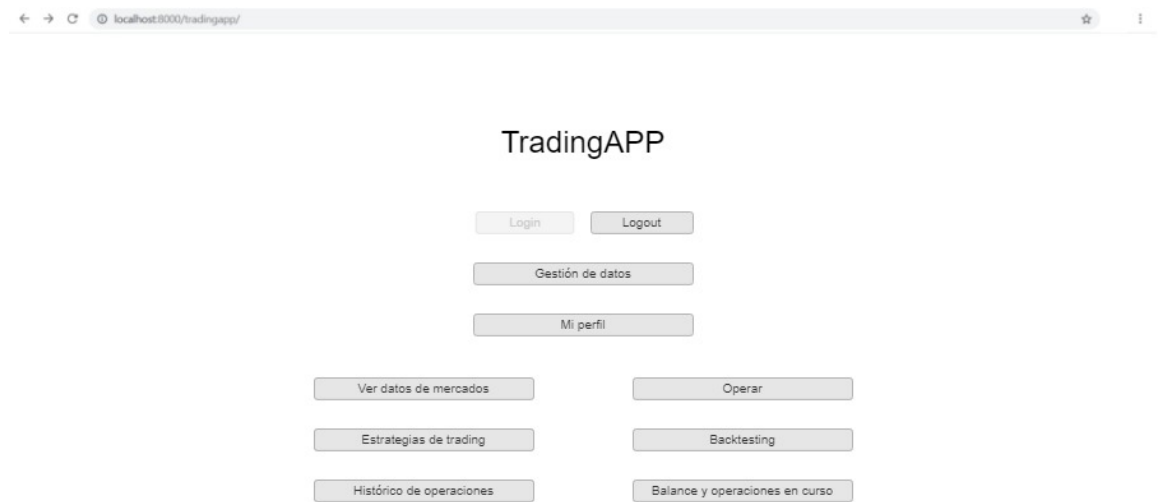 localhost:8000/tradingapp/
TradingAPP
Login Logout
Gestión de datos
Mi perfil
Ver datos de mercados Operar
Estrategias de trading Backtesting
Histórico de operaciones Balance y operaciones en curso